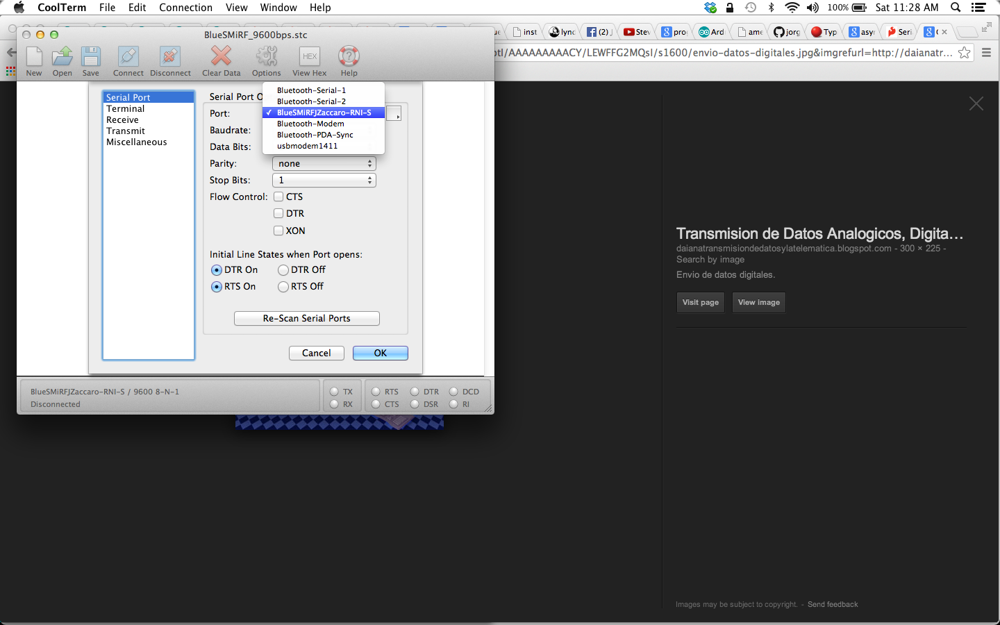 CoolTerm File Edit Connection View Window Help 100% Sat 11:28 AM
BlueSMiRF_9600bps.stc
inst lync (2) J Stev prog Ardu ame jorg Typ asyn Seri
otl/AAAAAAAAACY/LEWFFG2MQsI/s1600/envio-datos-digitales.jpg&imgrefurl=http://daianatr...
HEX
New Open Save Connect Disconnect Clear Data Options View Hex Help
Serial Port
Terminal
Receive
Transmit
Miscellaneous
Serial Port O
Port:
Baudrate:
Data Bits:
Bluetooth-Serial-1
Bluetooth-Serial-2
✓ BlueSMiRFJZaccaro-RNI-S
Bluetooth-Modem
Bluetooth-PDA-Sync
usbmodem1411
Parity: none
Stop Bits: 1
Flow Control: CTS
DTR
XON
Initial Line States when Port opens:
DTR On DTR Off
RTS On RTS Off
Re-Scan Serial Ports
Cancel OK
BlueSMiRFJZaccaro-RNI-S / 9600 8-N-1
Disconnected
TX RTS DTR DCD
RX CTS DSR RI
Transmision de Datos Analogicos, Digita...
daianatransmisiondedatosylatelematica.blogspot.com - 300 × 225 -
Search by image
Envio de datos digitales.
Visit page View image
Images may be subject to copyright. - Send feedback